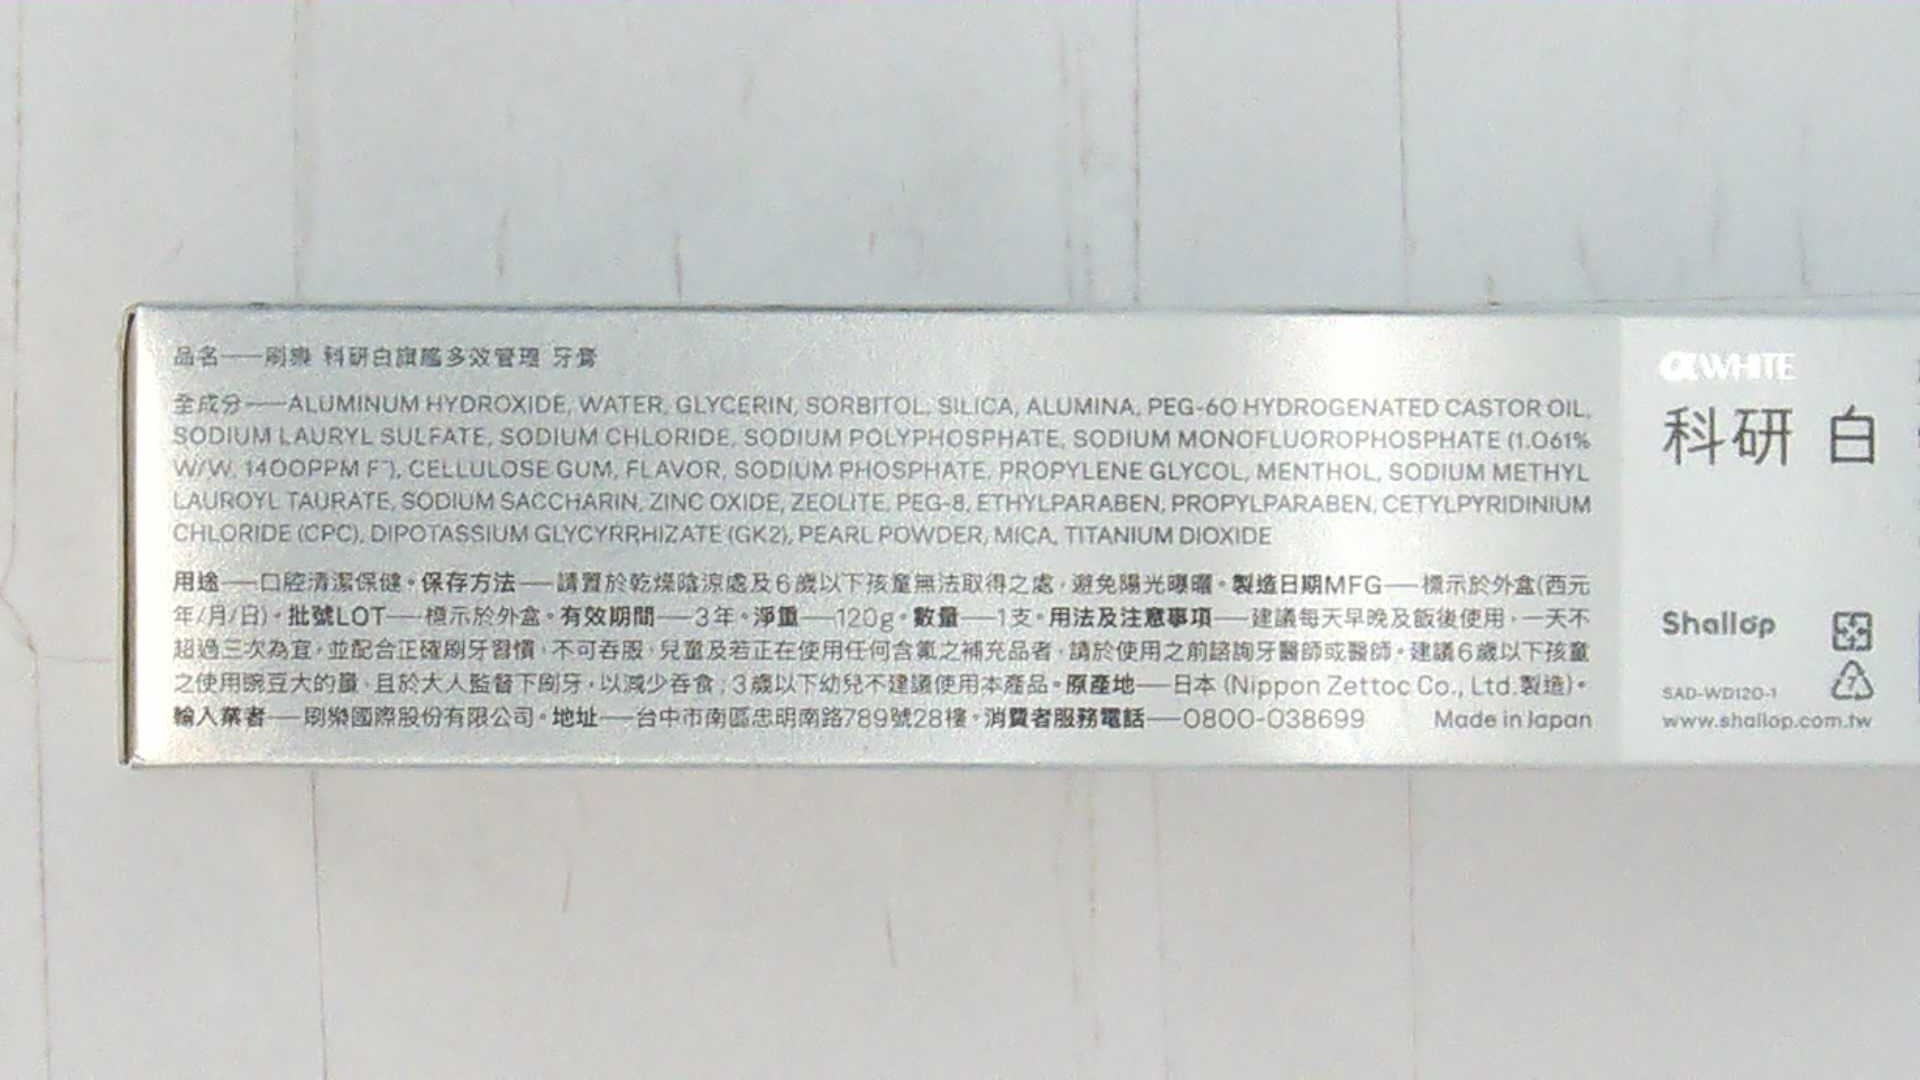 品名——刷樂 科研白旗艦多效管理 牙膏
全成分——ALUMINUM HYDROXIDE, WATER, GLYCERIN, SORBITOL, SILICA, ALUMINA, PEG-60 HYDROGENATED CASTOR OIL,
SODIUM LAURYL SULFATE, SODIUM CHLORIDE, SODIUM POLYPHOSPHATE, SODIUM MONOFLUOROPHOSPHATE (1.061%
W/W, 1400PPM F⁻), CELLULOSE GUM, FLAVOR, SODIUM PHOSPHATE, PROPYLENE GLYCOL, MENTHOL, SODIUM METHYL
LAUROYL TAURATE, SODIUM SACCHARIN, ZINC OXIDE, ZEOLITE, PEG-8, ETHYLPARABEN, PROPYLPARABEN, CETYLPYRIDINIUM
CHLORIDE (CPC), DIPOTASSIUM GLYCYRRHIZATE (GK2), PEARL POWDER, MICA, TITANIUM DIOXIDE
用途——口腔清潔保健。保存方法——請置於乾燥陰涼處及6歲以下孩童無法取得之處，避免陽光曝曬。製造日期MFG——標示於外盒(西元
年/月/日)。批號LOT——標示於外盒。有效期間——3年。淨重——120g。數量——1支。用法及注意事項——建議每天早晚及飯後使用，一天不
超過三次為宜，並配合正確刷牙習慣，不可吞服，兒童及若正在使用任何含氟之補充品者，請於使用之前諮詢牙醫師或醫師。建議6歲以下孩童
之使用豌豆大的量，且於大人監督下刷牙，以減少吞食；3歲以下幼兒不建議使用本產品。原產地——日本 (Nippon Zettoc Co., Ltd.製造)。
輸入業者——刷樂國際股份有限公司。地址——台中市南區忠明南路789號28樓。消費者服務電話——0800-038699 Made in Japan
αWHITE
科研 白
Shallop
SAD-WD120-1
www.shallop.com.tw